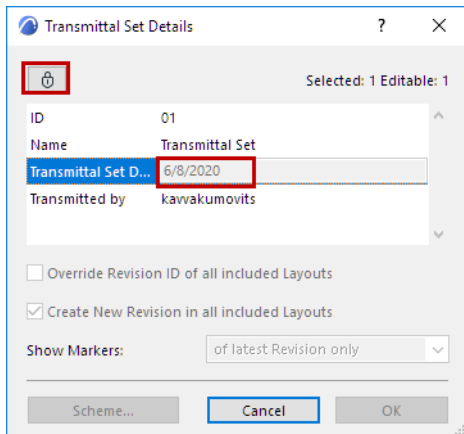 Transmittal Set Details
Selected: 1 Editable: 1
ID 01
Name Transmittal Set
Transmittal Set D... 6/8/2020
Transmitted by kavvakumovits
Override Revision ID of all included Layouts
Create New Revision in all included Layouts
Show Markers: of latest Revision only
Scheme... Cancel OK